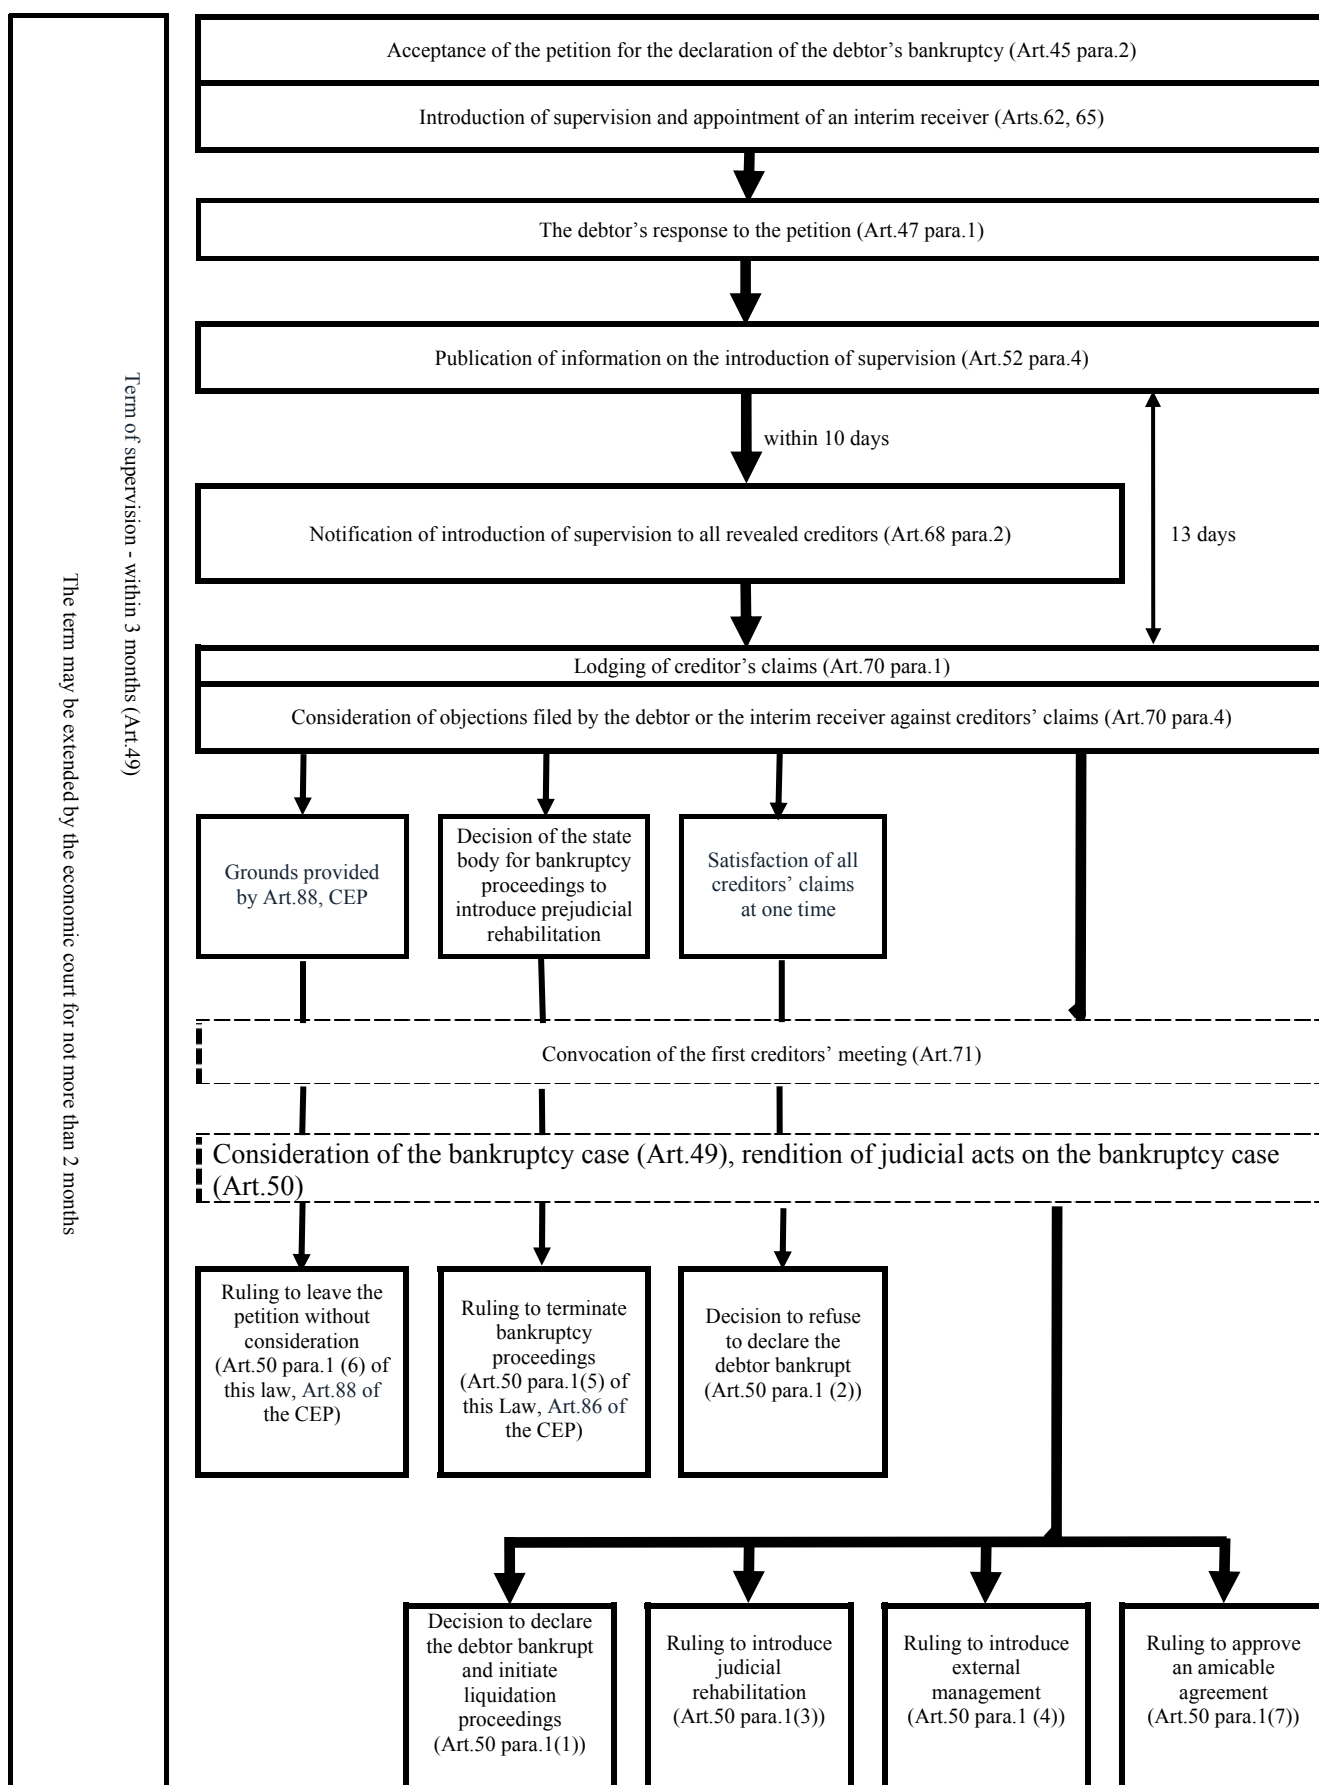 Acceptance of the petition for the declaration of the debtor’s bankruptcy (Art.45 para.2)
Introduction of supervision and appointment of an interim receiver (Arts.62, 65)
The debtor’s response to the petition (Art.47 para.1)
Publication of information on the introduction of supervision (Art.52 para.4)
Term of supervision - within 3 months (Art.49)
The term may be extended by the economic court for not more than 2 months
within 10 days
Notification of introduction of supervision to all revealed creditors (Art.68 para.2)
13 days
Lodging of creditor’s claims (Art.70 para.1)
Consideration of objections filed by the debtor or the interim receiver against creditors’ claims (Art.70 para.4)
Grounds provided
by Art.88, CEP
Decision of the state
body for bankruptcy
proceedings to
introduce prejudicial
rehabilitation
Satisfaction of all
creditors’ claims
at one time
Convocation of the first creditors’ meeting (Art.71)
Consideration of the bankruptcy case (Art.49), rendition of judicial acts on the bankruptcy case
(Art.50)
Ruling to leave the
petition without
consideration
(Art.50 para.1 (6) of
this law, Art.88 of
the CEP)
Ruling to terminate
bankruptcy
proceedings
(Art.50 para.1(5) of
this Law, Art.86 of
the CEP)
Decision to refuse
to declare the
debtor bankrupt
(Art.50 para.1 (2))
Decision to declare
the debtor bankrupt
and initiate
liquidation
proceedings
(Art.50 para.1(1))
Ruling to introduce
judicial
rehabilitation
(Art.50 para.1(3))
Ruling to introduce
external
management
(Art.50 para.1 (4))
Ruling to approve
an amicable
agreement
(Art.50 para.1(7))